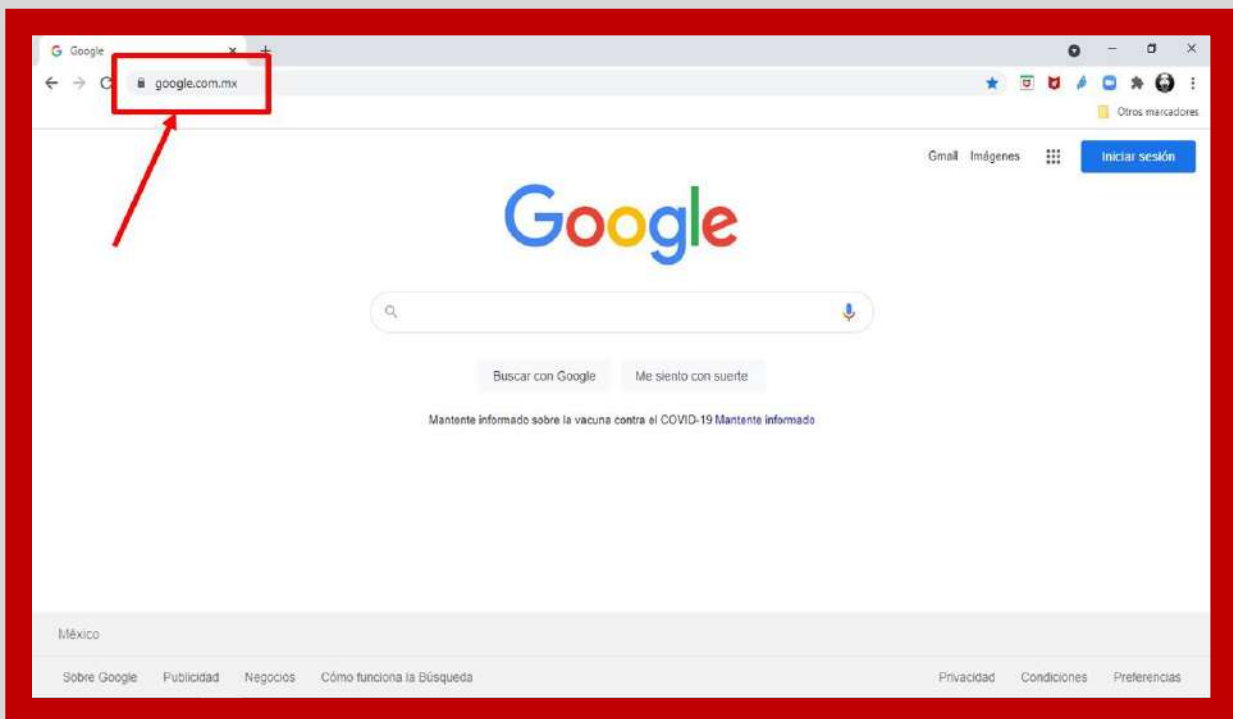 Google
google.com.mx
Otros marcadores
Gmail Imágenes Iniciar sesión
Google
Buscar con Google Me siento con suerte
Mantente informado sobre la vacuna contra el COVID-19 Mantente informado
México
Sobre Google Publicidad Negocios Cómo funciona la Búsqueda Privacidad Condiciones Preferencias